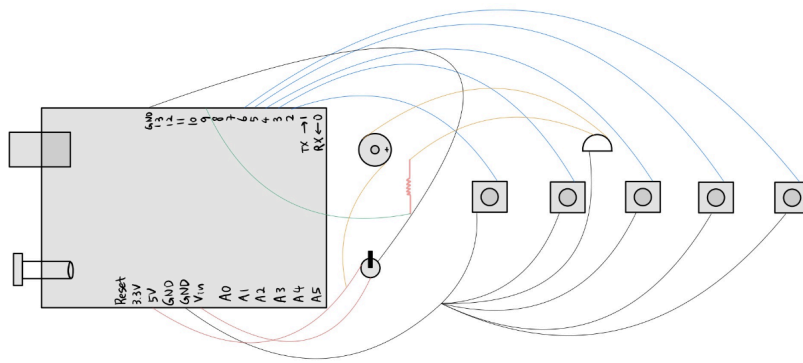 GND
13
12
11
10
9
8
7
6
5
4
3
2
TX → 1
RX ← 0
+
Reset
3.3V
5V
GND
GND
Vin
A0
A1
A2
A3
A4
A5